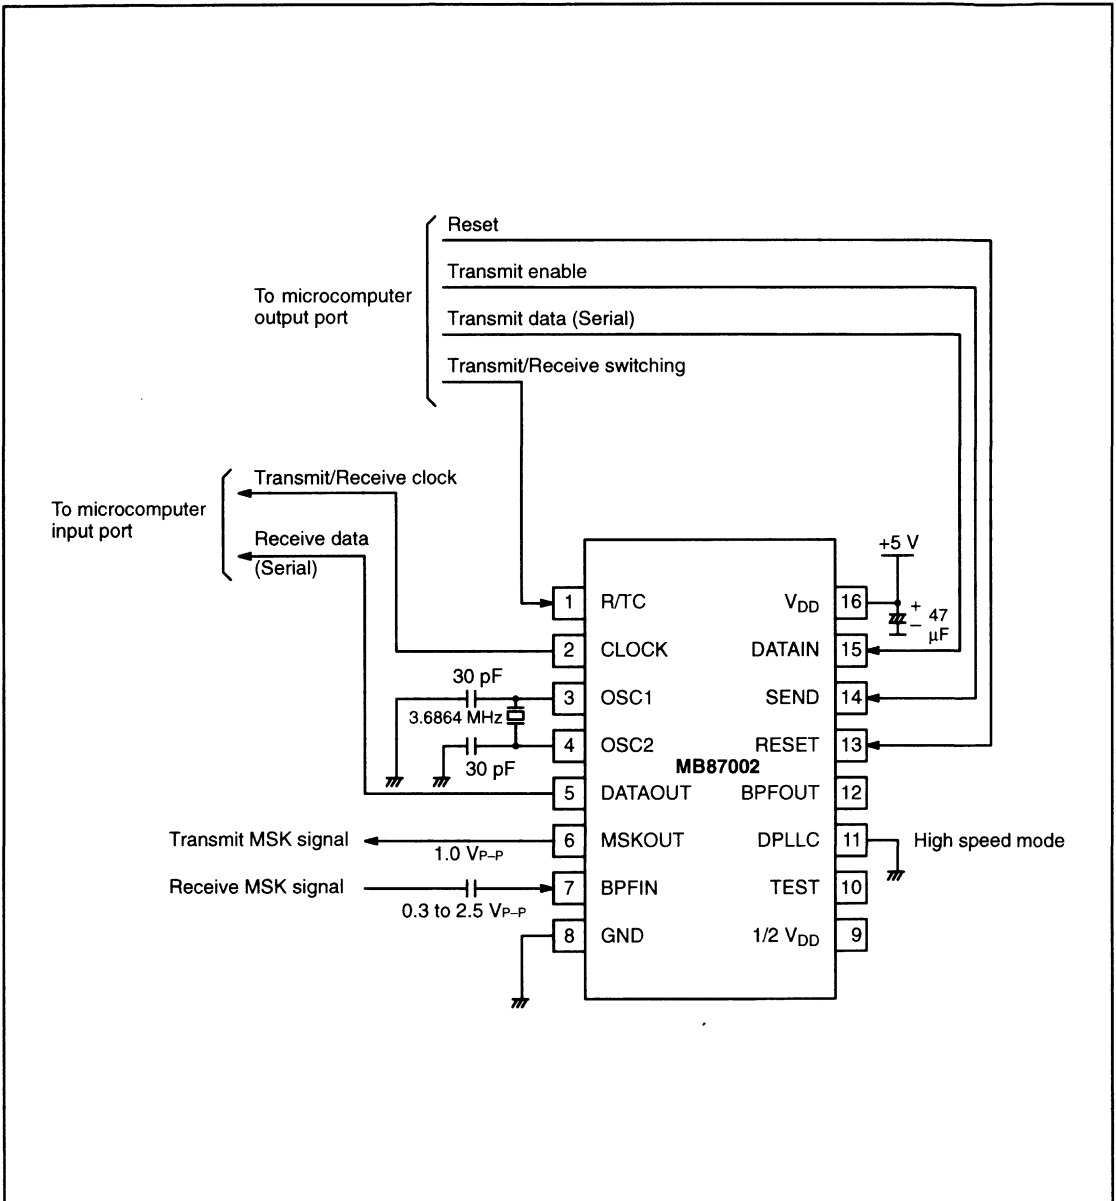 Reset
Transmit enable
To microcomputer
output port
Transmit data (Serial)
Transmit/Receive switching
Transmit/Receive clock
To microcomputer
input port
Receive data
(Serial)
+5 V
1 R/TC VDD 16
+ 47
− µF
2 CLOCK DATAIN 15
30 pF
3 OSC1 SEND 14
3.6864 MHz
4 OSC2 RESET 13
30 pF
MB87002
5 DATAOUT BPFOUT 12
Transmit MSK signal
6 MSKOUT DPLLC 11
High speed mode
1.0 VP–P
Receive MSK signal
7 BPFIN TEST 10
0.3 to 2.5 VP–P
8 GND 1/2 VDD 9